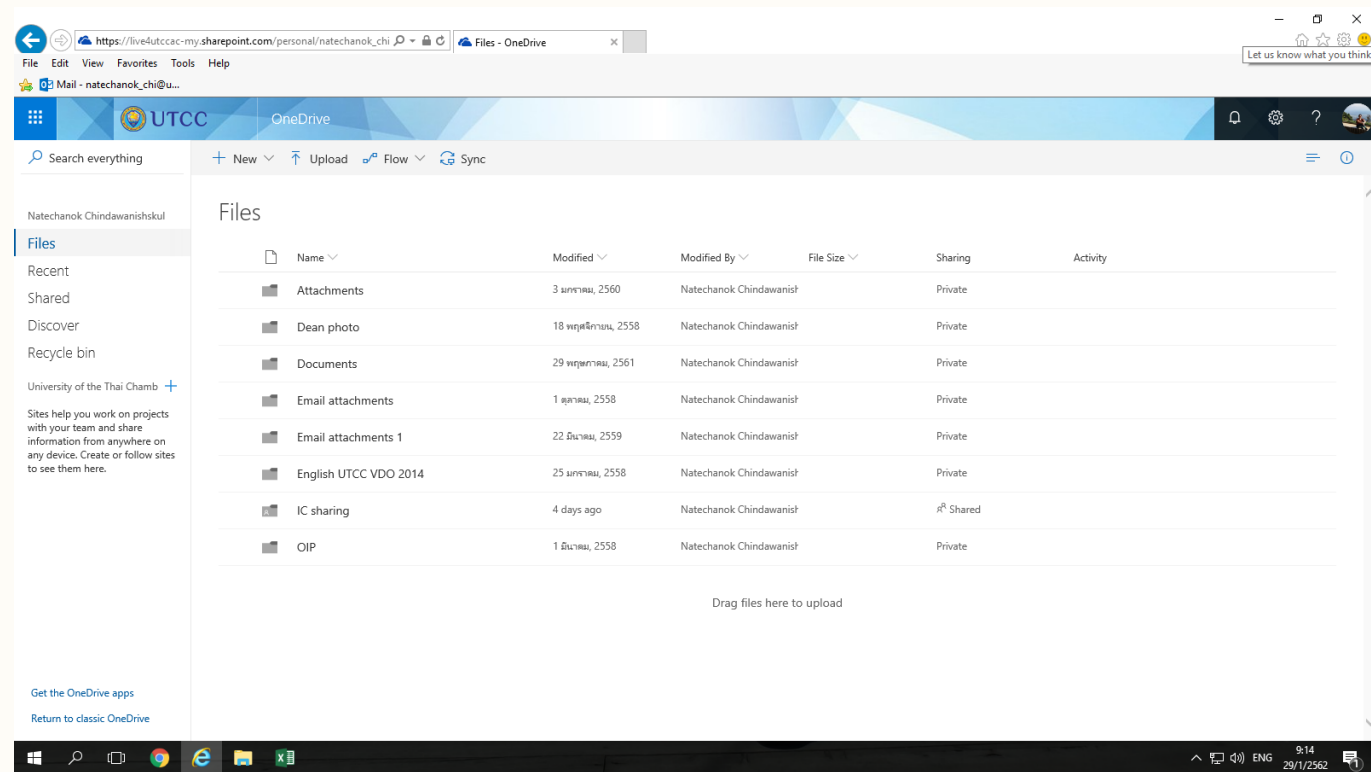 https://live4utccac-my.sharepoint.com/personal/natechanok_chi
Files - OneDrive
Let us know what you think
File Edit View Favorites Tools Help
Mail - natechanok_chi@u...
UTCC OneDrive ?
Search everything
New Upload Flow Sync
Natechanok Chindawanishskul
Files
Recent
Shared
Discover
Recycle bin
University of the Thai Chamb +
Sites help you work on projects
with your team and share
information from anywhere on
any device. Create or follow sites
to see them here.
Get the OneDrive apps
Return to classic OneDrive
Files
Name Modified Modified By File Size Sharing Activity
Attachments 3 มกราคม, 2560 Natechanok Chindawanish Private
Dean photo 18 พฤศจิกายน, 2558 Natechanok Chindawanish Private
Documents 29 พฤษภาคม, 2561 Natechanok Chindawanish Private
Email attachments 1 ตุลาคม, 2558 Natechanok Chindawanish Private
Email attachments 1 22 มีนาคม, 2559 Natechanok Chindawanish Private
English UTCC VDO 2014 25 มกราคม, 2558 Natechanok Chindawanish Private
IC sharing 4 days ago Natechanok Chindawanish Shared
OIP 1 มีนาคม, 2558 Natechanok Chindawanish Private
Drag files here to upload
ENG
9:14
29/1/2562